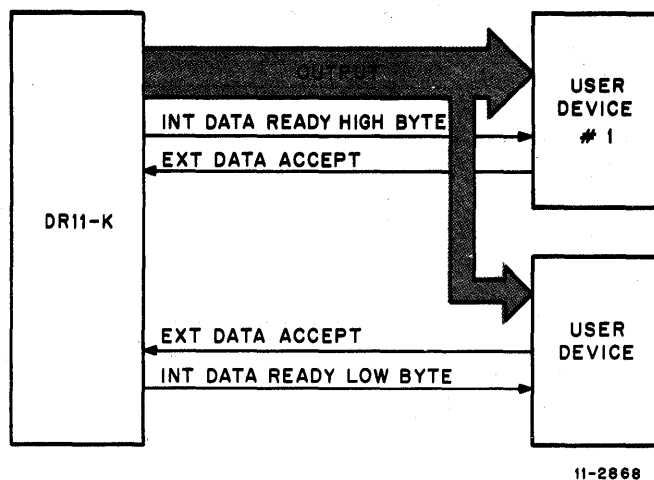 OUTPUT
USER
DEVICE
# 1
INT DATA READY HIGH BYTE
EXT DATA ACCEPT
DR11-K
EXT DATA ACCEPT
INT DATA READY LOW BYTE
USER
DEVICE
11-2868